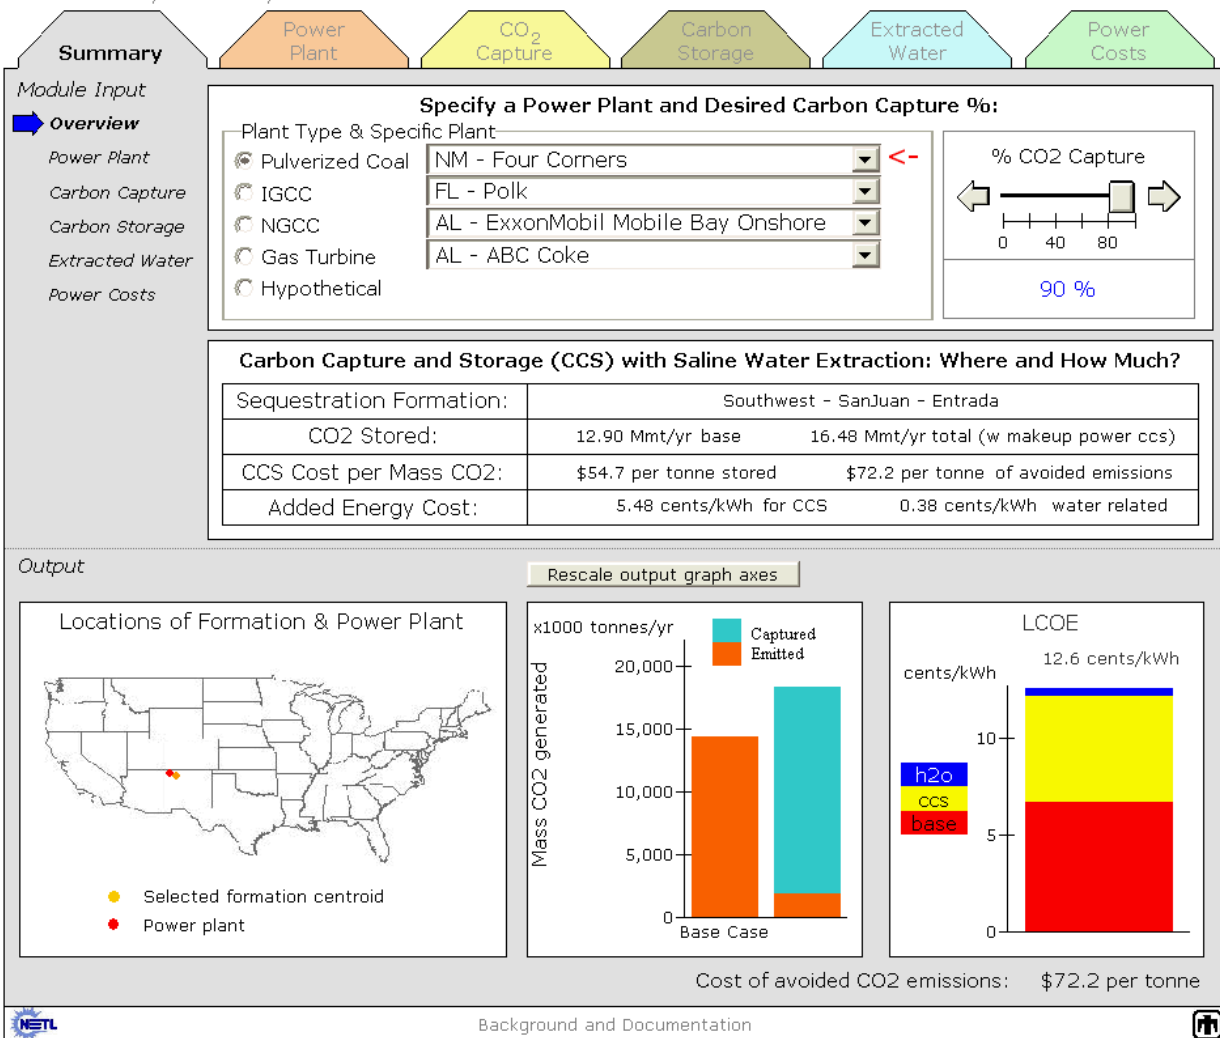 Power Plant
CO2 Capture
Carbon Storage
Extracted Water
Power Costs
Summary
Module Input
Overview
Power Plant
Carbon Capture
Carbon Storage
Extracted Water
Power Costs
Specify a Power Plant and Desired Carbon Capture %:
Plant Type & Specific Plant
Pulverized Coal NM - Four Corners <-
IGCC FL - Polk
NGCC AL - ExxonMobil Mobile Bay Onshore
Gas Turbine AL - ABC Coke
Hypothetical
% CO2 Capture
0 40 80
90 %
Carbon Capture and Storage (CCS) with Saline Water Extraction: Where and How Much?
Sequestration Formation: Southwest - SanJuan - Entrada
CO2 Stored: 12.90 Mmt/yr base 16.48 Mmt/yr total (w makeup power ccs)
CCS Cost per Mass CO2: $54.7 per tonne stored $72.2 per tonne of avoided emissions
Added Energy Cost: 5.48 cents/kWh for CCS 0.38 cents/kWh water related
Output
Rescale output graph axes
Locations of Formation & Power Plant
Selected formation centroid
Power plant
x1000 tonnes/yr
Captured
Emitted
Mass CO2 generated
20,000
15,000
10,000
5,000
0
Base Case
LCOE
12.6 cents/kWh
cents/kWh
10
5
0
h2o
ccs
base
Cost of avoided CO2 emissions: $72.2 per tonne
NETL
Background and Documentation